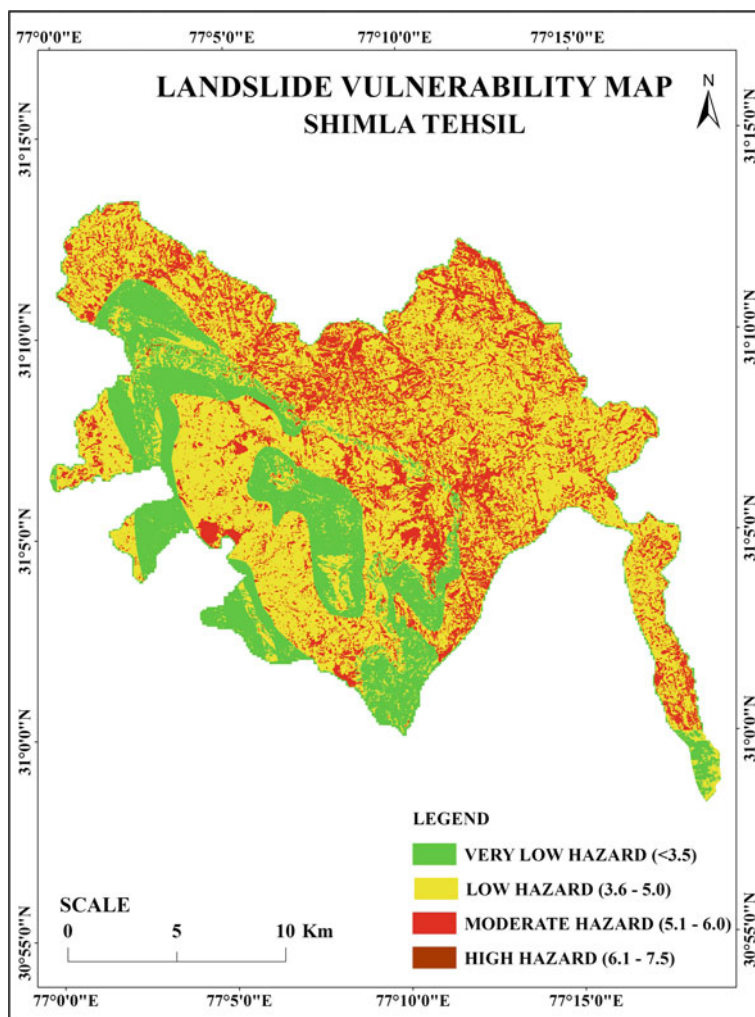 77°0'0"E 77°5'0"E 77°10'0"E 77°15'0"E
LANDSLIDE VULNERABILITY MAP
SHIMLA TEHSIL
N
31°15'0"N 31°15'0"N
31°10'0"N 31°10'0"N
31°5'0"N 31°5'0"N
31°0'0"N 31°0'0"N
LEGEND
VERY LOW HAZARD (<3.5)
LOW HAZARD (3.6 - 5.0)
MODERATE HAZARD (5.1 - 6.0)
HIGH HAZARD (6.1 - 7.5)
SCALE
0 5 10 Km
30°55'0"N 30°55'0"N
77°0'0"E 77°5'0"E 77°10'0"E 77°15'0"E